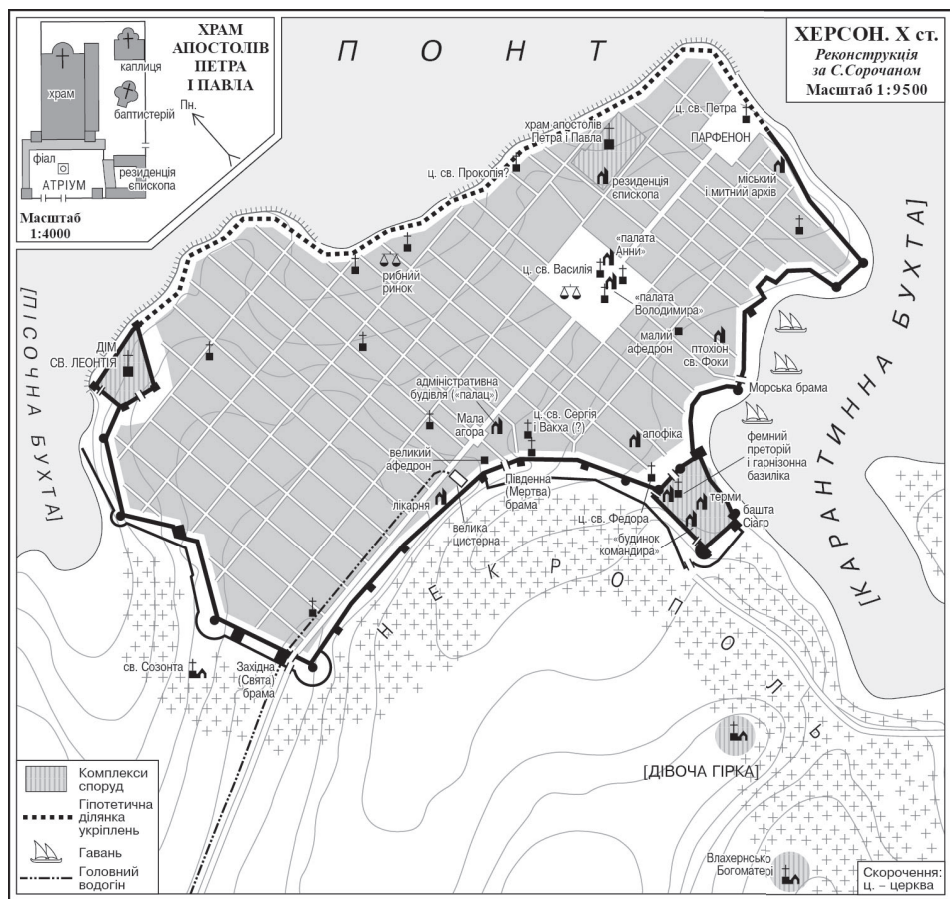 ХРАМ
АПОСТОЛІВ
ПЕТРА
І ПАВЛА
каплиця
храм
баптистерій
Пн.
фіал
АТРІУМ
резиденція
єпископа
Масштаб
1:4000
ПОНТ
ХЕРСОН. X ст.
Реконструкція
за С.Сорочаном
Масштаб 1:9500
ц. св. Петра
храм апостолів
Петра і Павла
ПАРФЕНОН
ц. св. Прокопія?
резиденція
єпископа
міський
і митний архів
«палата
Анни»
ц. св. Василія
рибний
ринок
«палата
Володимира»
[ПІСОЧНА БУХТА]
[КАРАНТИННА БУХТА]
ДІМ
СВ. ЛЕОНТІЯ
малий
афедрон
птохіон
св. Фоки
адміністративна
будівля («палац»)
Морська брама
Мала
агора
ц. св. Сергія
і Вакха (?)
апофіка
фемний
преторій
і гарнізонна
базиліка
великий
афедрон
Південна
(Мертва)
брама
лікарня
терми
башта
Сіагр
ц. св. Федора
велика
цистерна
«будинок
командира»
НЕКРОПОЛЬ
св. Созонта
Західна
(Свята)
брама
[ДІВОЧА ГІРКА]
Влахернсько
Богоматері
Комплекси
споруд
Гіпотетична
ділянка
укріплень
Гавань
Головний
водогін
Скорочення:
ц. – церква